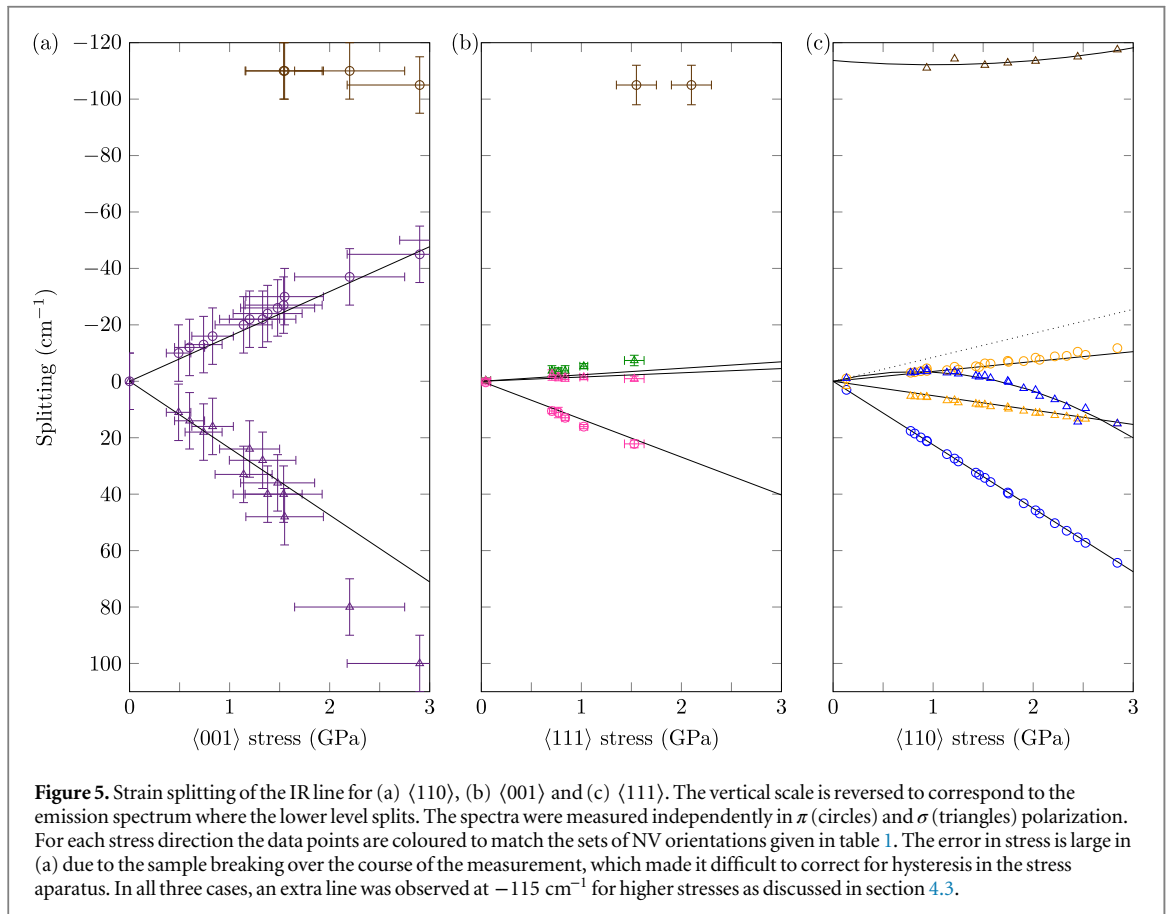 (a) (b) (c)
−120
−100
−80
−60
−40
−20
0
20
40
60
80
100
Splitting (cm⁻¹)
0 1 2 3 0 1 2 3 0 1 2 3
⟨001⟩ stress (GPa) ⟨111⟩ stress (GPa) ⟨110⟩ stress (GPa)
Figure 5. Strain splitting of the IR line for (a) ⟨110⟩, (b) ⟨001⟩ and (c) ⟨111⟩. The vertical scale is reversed to correspond to the
emission spectrum where the lower level splits. The spectra were measured independently in π (circles) and σ (triangles) polarization.
For each stress direction the data points are coloured to match the sets of NV orientations given in table 1. The error in stress is large in
(a) due to the sample breaking over the course of the measurement, which made it difficult to correct for hysteresis in the stress
apparatus. In all three cases, an extra line was observed at −115 cm⁻¹ for higher stresses as discussed in section 4.3.